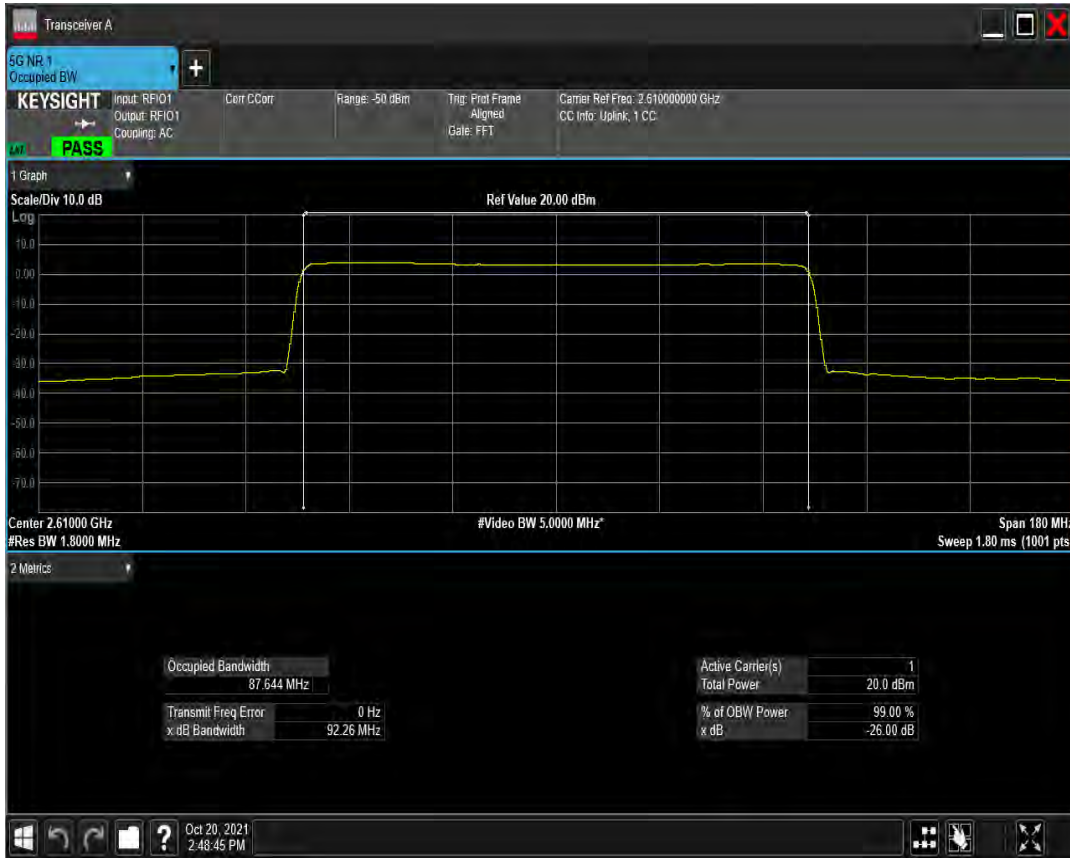 Transceiver A
5G NR 1
Occupied BW
+
KEYSIGHT
Input: RFIO1
Output: RFIO1
Coupling: AC
Corr CCorr
Range: -50 dBm
Trig: Prot Frame
Aligned
Gate: FFT
Carrier Ref Freq: 2.610000000 GHz
CC Info: Uplink, 1 CC
PASS
1 Graph
Scale/Div 10.0 dB
Ref Value 20.00 dBm
Log
10.0
0.00
-10.0
-20.0
-30.0
-40.0
-50.0
-60.0
-70.0
Center 2.61000 GHz
#Video BW 5.0000 MHz*
Span 180 MHz
#Res BW 1.8000 MHz
Sweep 1.80 ms (1001 pts
2 Metrics
Occupied Bandwidth
87.644 MHz
Active Carrier(s) 1
Total Power 20.0 dBm
Transmit Freq Error 0 Hz
x dB Bandwidth 92.26 MHz
% of OBW Power 99.00 %
x dB -26.00 dB
?
Oct 20, 2021
2:48:45 PM